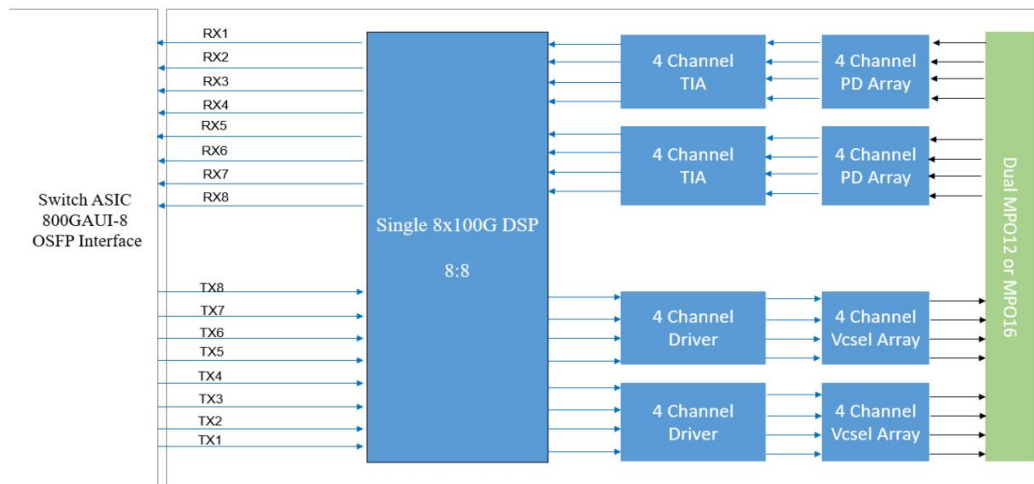 RX1
RX2
RX3
RX4
RX5
RX6
RX7
RX8
Switch ASIC
800GAUI-8
OSFP Interface
TX8
TX7
TX6
TX5
TX4
TX3
TX2
TX1
Single 8x100G DSP
8:8
4 Channel
TIA
4 Channel
PD Array
4 Channel
TIA
4 Channel
PD Array
4 Channel
Driver
4 Channel
Vcsel Array
4 Channel
Driver
4 Channel
Vcsel Array
Dual MPO12 or MPO16